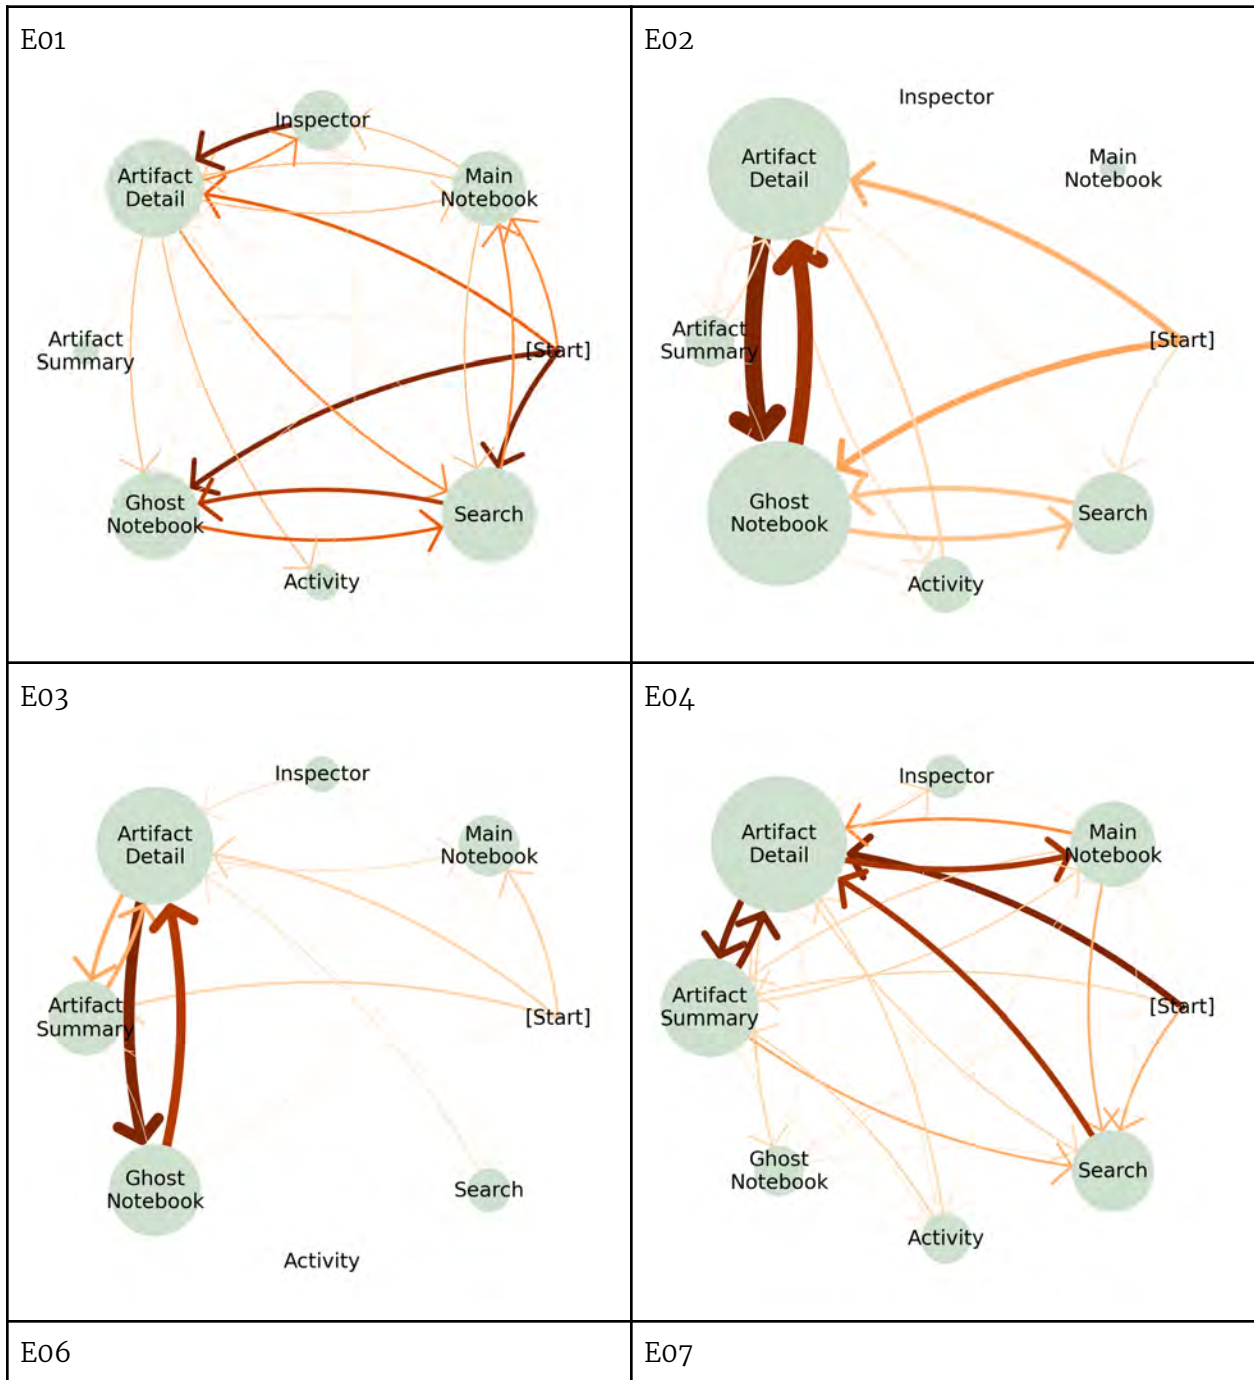 E01
Inspector
Artifact
Detail
Main
Notebook
Artifact
Summary
[Start]
Ghost
Notebook
Search
Activity
E02
Inspector
Artifact
Detail
Main
Notebook
Artifact
Summary
[Start]
Ghost
Notebook
Search
Activity
E03
Inspector
Artifact
Detail
Main
Notebook
Artifact
Summary
[Start]
Ghost
Notebook
Search
Activity
E04
Inspector
Artifact
Detail
Main
Notebook
Artifact
Summary
[Start]
Ghost
Notebook
Search
Activity
E06
E07